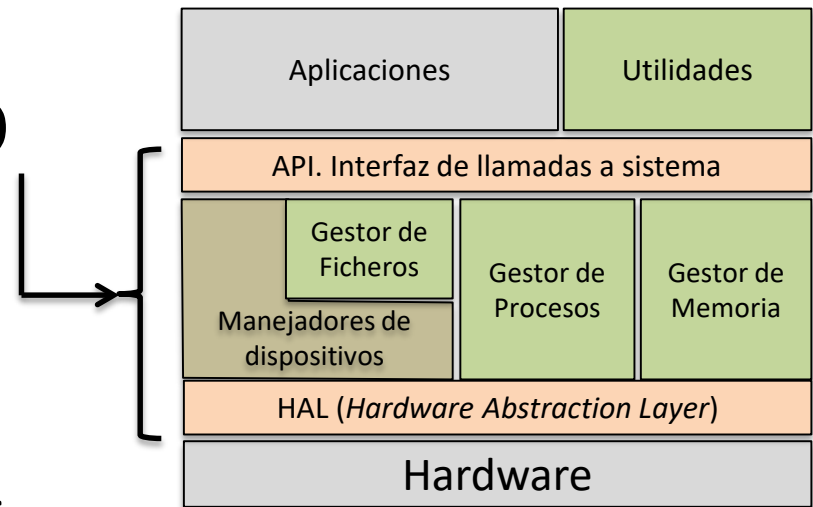 Aplicaciones
Utilidades
API. Interfaz de llamadas a sistema
Gestor de
Ficheros
Manejadores de
dispositivos
Gestor de
Procesos
Gestor de
Memoria
HAL (Hardware Abstraction Layer)
Hardware